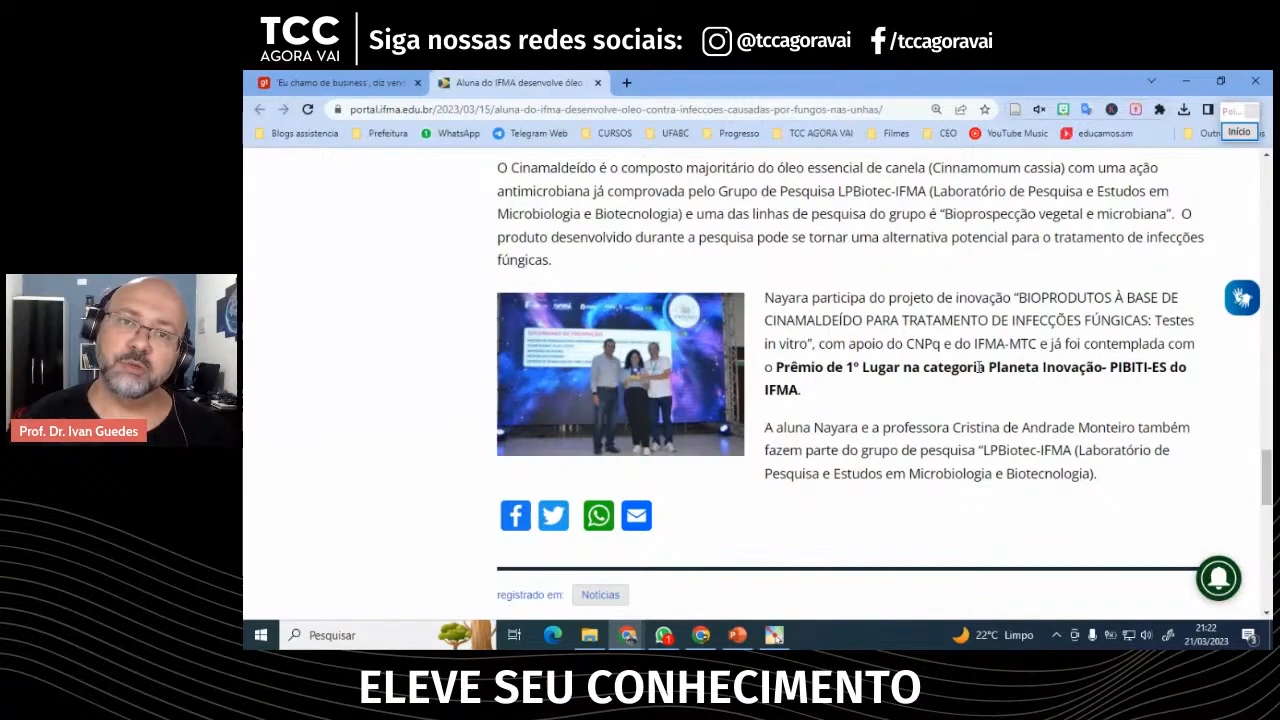 TCC
AGORA VAI
Siga nossas redes sociais:
@tccagoravai
/tccagoravai
'Eu chamo de business', diz ven
Aluna do IFMA desenvolve óleo
portal.ifma.edu.br/2023/03/15/aluna-do-ifma-desenvolve-oleo-contra-infeccoes-causadas-por-fungos-nas-unhas/
Blogs assistencia
Prefeitura
WhatsApp
Telegram Web
CURSOS
UFABC
Progresso
TCC AGORA VAI
Filmes
CEO
YouTube Music
educamos.sm
Início
O Cinamaldeído é o composto majoritário do óleo essencial de canela (Cinnamomum cassia) com uma ação
antimicrobiana já comprovada pelo Grupo de Pesquisa LPBiotec-IFMA (Laboratório de Pesquisa e Estudos em
Microbiologia e Biotecnologia) e uma das linhas de pesquisa do grupo é “Bioprospecção vegetal e microbiana”. O
produto desenvolvido durante a pesquisa pode se tornar uma alternativa potencial para o tratamento de infecções
fúngicas.
Nayara participa do projeto de inovação “BIOPRODUTOS À BASE DE
CINAMALDEÍDO PARA TRATAMENTO DE INFECÇÕES FÚNGICAS: Testes
in vitro”, com apoio do CNPq e do IFMA-MTC e já foi contemplada com
o Prêmio de 1º Lugar na categoria Planeta Inovação- PIBITI-ES do
IFMA.
A aluna Nayara e a professora Cristina de Andrade Monteiro também
fazem parte do grupo de pesquisa “LPBiotec-IFMA (Laboratório de
Pesquisa e Estudos em Microbiologia e Biotecnologia).
registrado em:
Notícias
Prof. Dr. Ivan Guedes
Pesquisar
22°C Limpo
21:22
21/03/2023
ELEVE SEU CONHECIMENTO